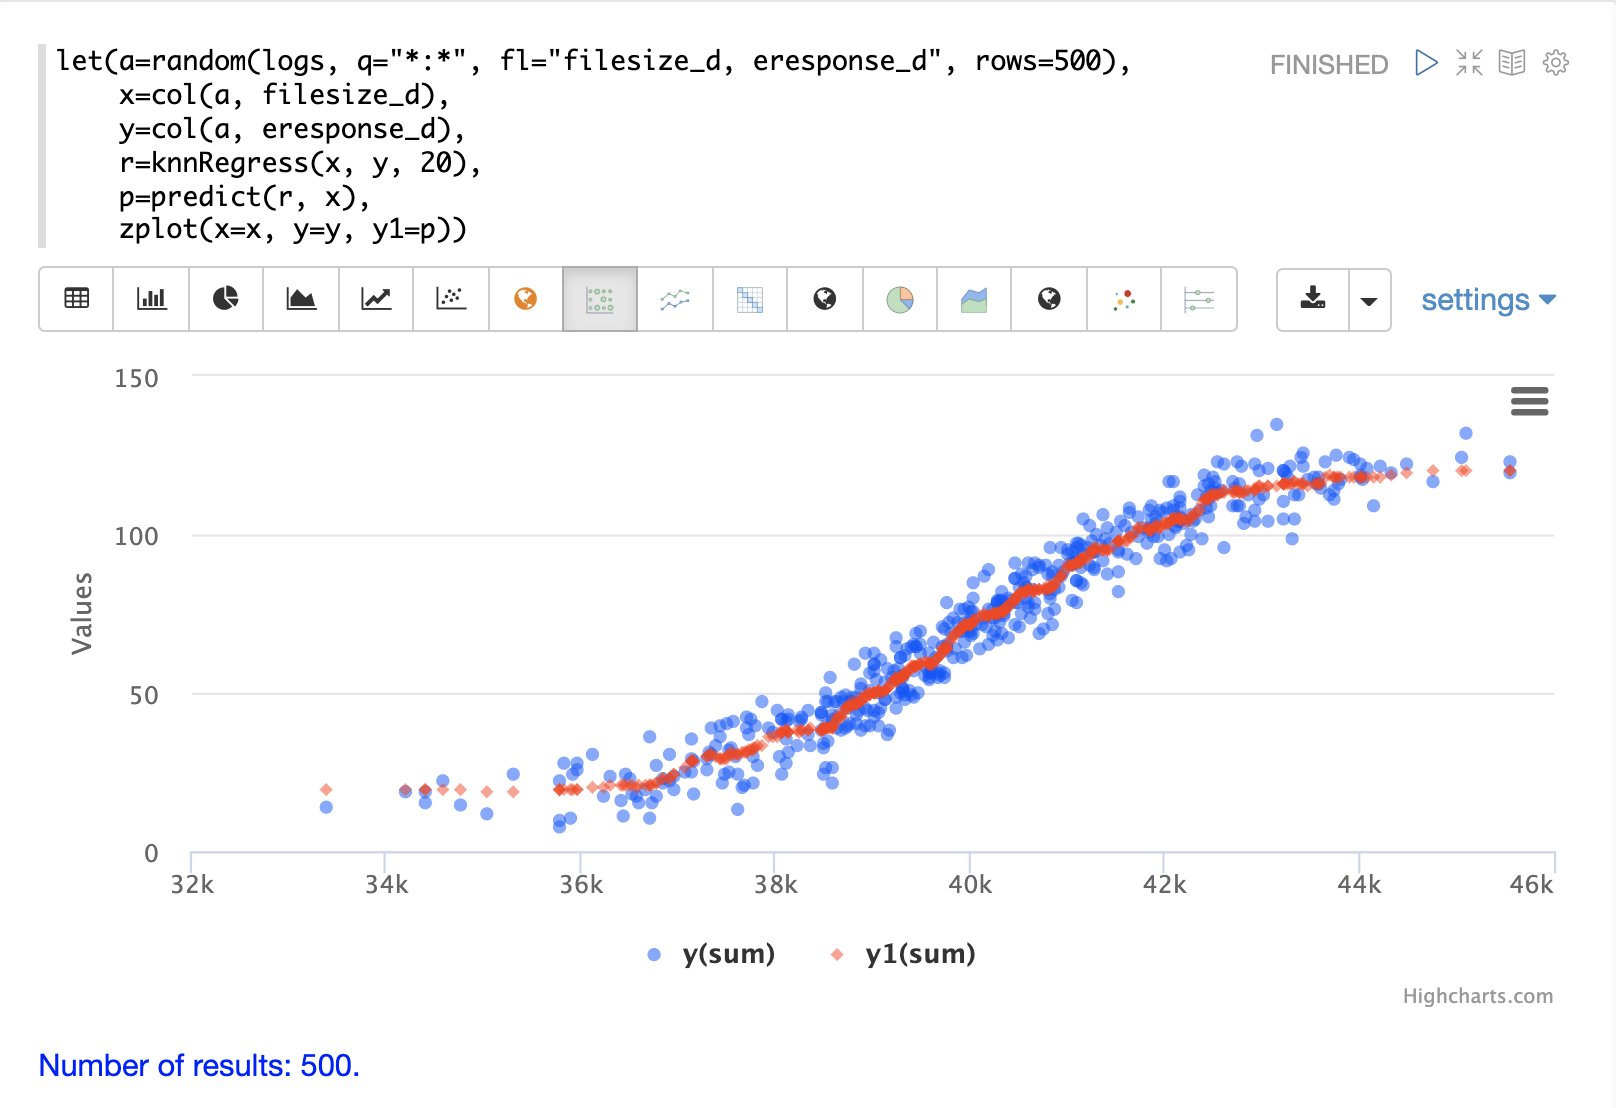 let(a=random(logs, q="*:*", fl="filesize_d, eresponse_d", rows=500),
x=col(a, filesize_d),
y=col(a, eresponse_d),
r=knnRegress(x, y, 20),
p=predict(r, x),
zplot(x=x, y=y, y1=p))
FINISHED
settings
150
100
50
0
Values
32k 34k 36k 38k 40k 42k 44k 46k
y(sum) y1(sum)
Highcharts.com
Number of results: 500.